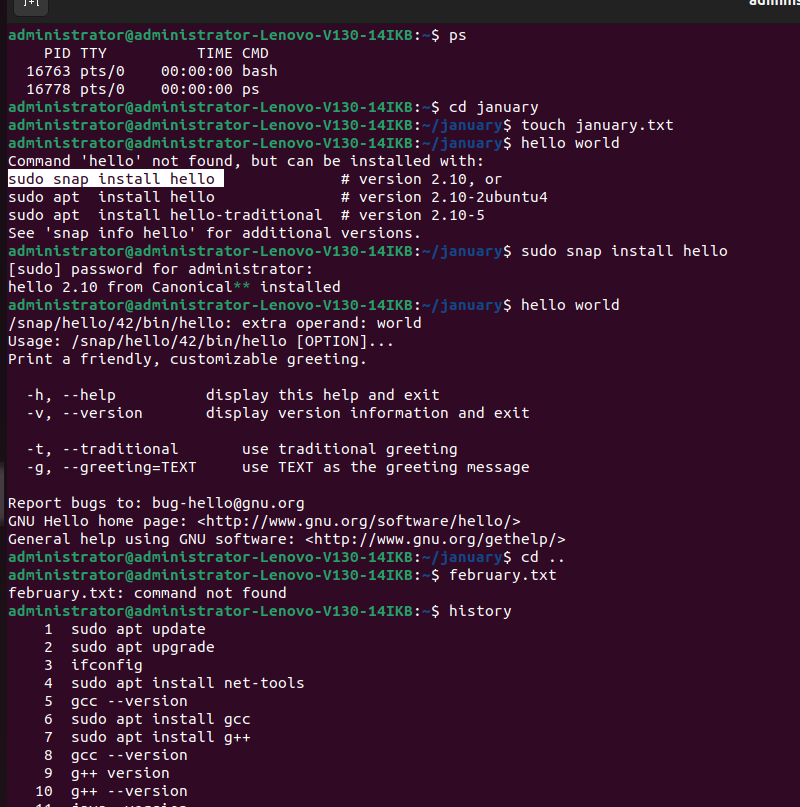 adminis
administrator@administrator-Lenovo-V130-14IKB:~$ ps
    PID TTY          TIME CMD
  16763 pts/0    00:00:00 bash
  16778 pts/0    00:00:00 ps
administrator@administrator-Lenovo-V130-14IKB:~$ cd january
administrator@administrator-Lenovo-V130-14IKB:~/january$ touch january.txt
administrator@administrator-Lenovo-V130-14IKB:~/january$ hello world
Command 'hello' not found, but can be installed with:
sudo snap install hello              # version 2.10, or
sudo apt  install hello              # version 2.10-2ubuntu4
sudo apt  install hello-traditional  # version 2.10-5
See 'snap info hello' for additional versions.
administrator@administrator-Lenovo-V130-14IKB:~/january$ sudo snap install hello
[sudo] password for administrator:
hello 2.10 from Canonical** installed
administrator@administrator-Lenovo-V130-14IKB:~/january$ hello world
/snap/hello/42/bin/hello: extra operand: world
Usage: /snap/hello/42/bin/hello [OPTION]...
Print a friendly, customizable greeting.
  -h, --help          display this help and exit
  -v, --version       display version information and exit
  -t, --traditional       use traditional greeting
  -g, --greeting=TEXT     use TEXT as the greeting message
Report bugs to: bug-hello@gnu.org
GNU Hello home page: <http://www.gnu.org/software/hello/>
General help using GNU software: <http://www.gnu.org/gethelp/>
administrator@administrator-Lenovo-V130-14IKB:~/january$ cd ..
administrator@administrator-Lenovo-V130-14IKB:~$ february.txt
february.txt: command not found
administrator@administrator-Lenovo-V130-14IKB:~$ history
    1  sudo apt update
    2  sudo apt upgrade
    3  ifconfig
    4  sudo apt install net-tools
    5  gcc --version
    6  sudo apt install gcc
    7  sudo apt install g++
    8  gcc --version
    9  g++ version
   10  g++ --version